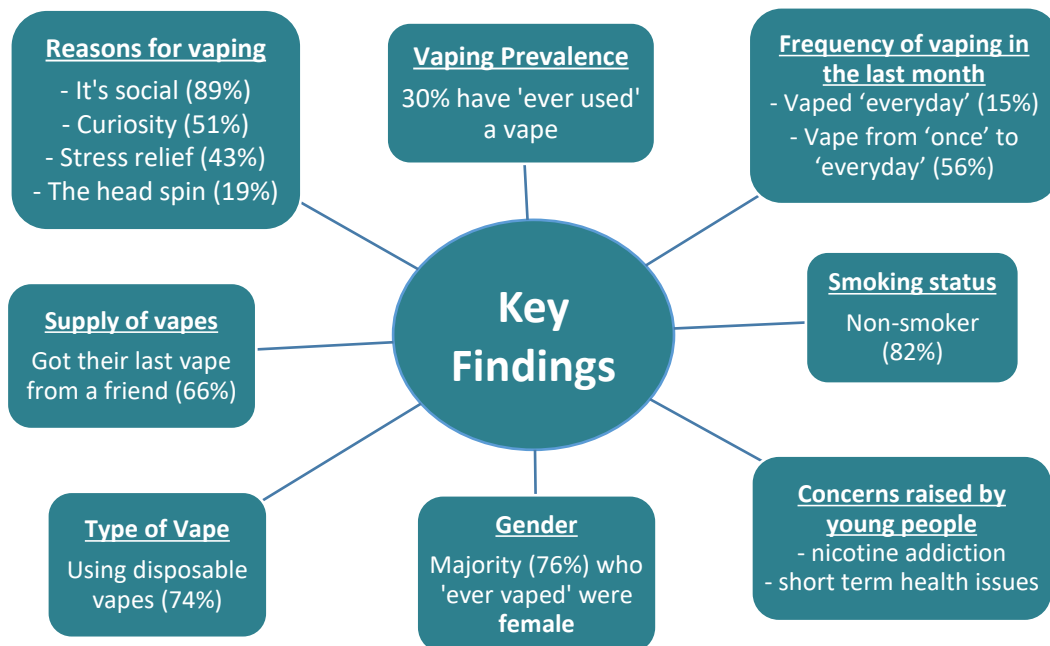 Reasons for vaping
- It's social (89%)
- Curiosity (51%)
- Stress relief (43%)
- The head spin (19%)
Vaping Prevalence
30% have 'ever used'
a vape
Frequency of vaping in
the last month
- Vaped ‘everyday’ (15%)
- Vape from ‘once’ to
‘everyday’ (56%)
Supply of vapes
Got their last vape
from a friend (66%)
Key
Findings
Smoking status
Non-smoker
(82%)
Type of Vape
Using disposable
vapes (74%)
Gender
Majority (76%) who
'ever vaped' were
female
Concerns raised by
young people
- nicotine addiction
- short term health issues